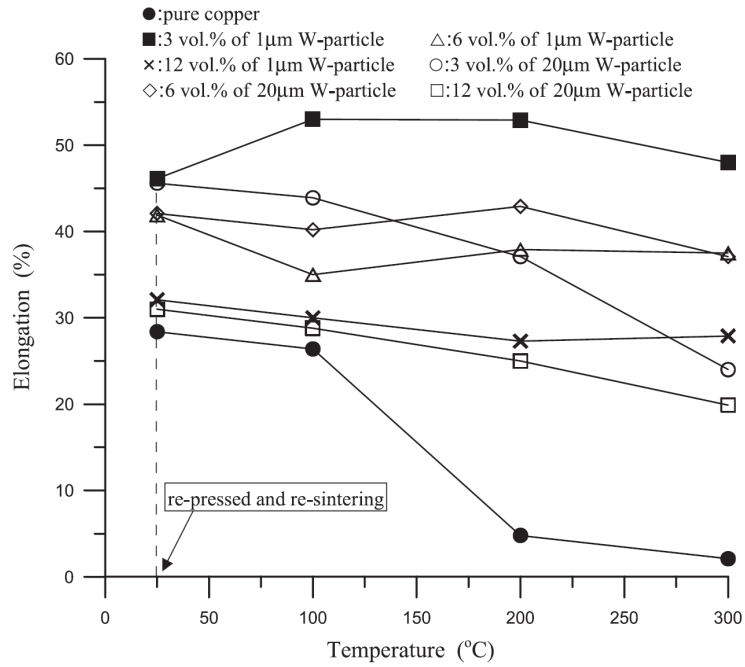 ●:pure copper
■:3 vol.% of 1μm W-particle △:6 vol.% of 1μm W-particle
×:12 vol.% of 1μm W-particle ○:3 vol.% of 20μm W-particle
◇:6 vol.% of 20μm W-particle □:12 vol.% of 20μm W-particle
60
50
40
30
20
10
0
Elongation (%)
re-pressed and re-sintering
0 50 100 150 200 250 300
Temperature (°C)